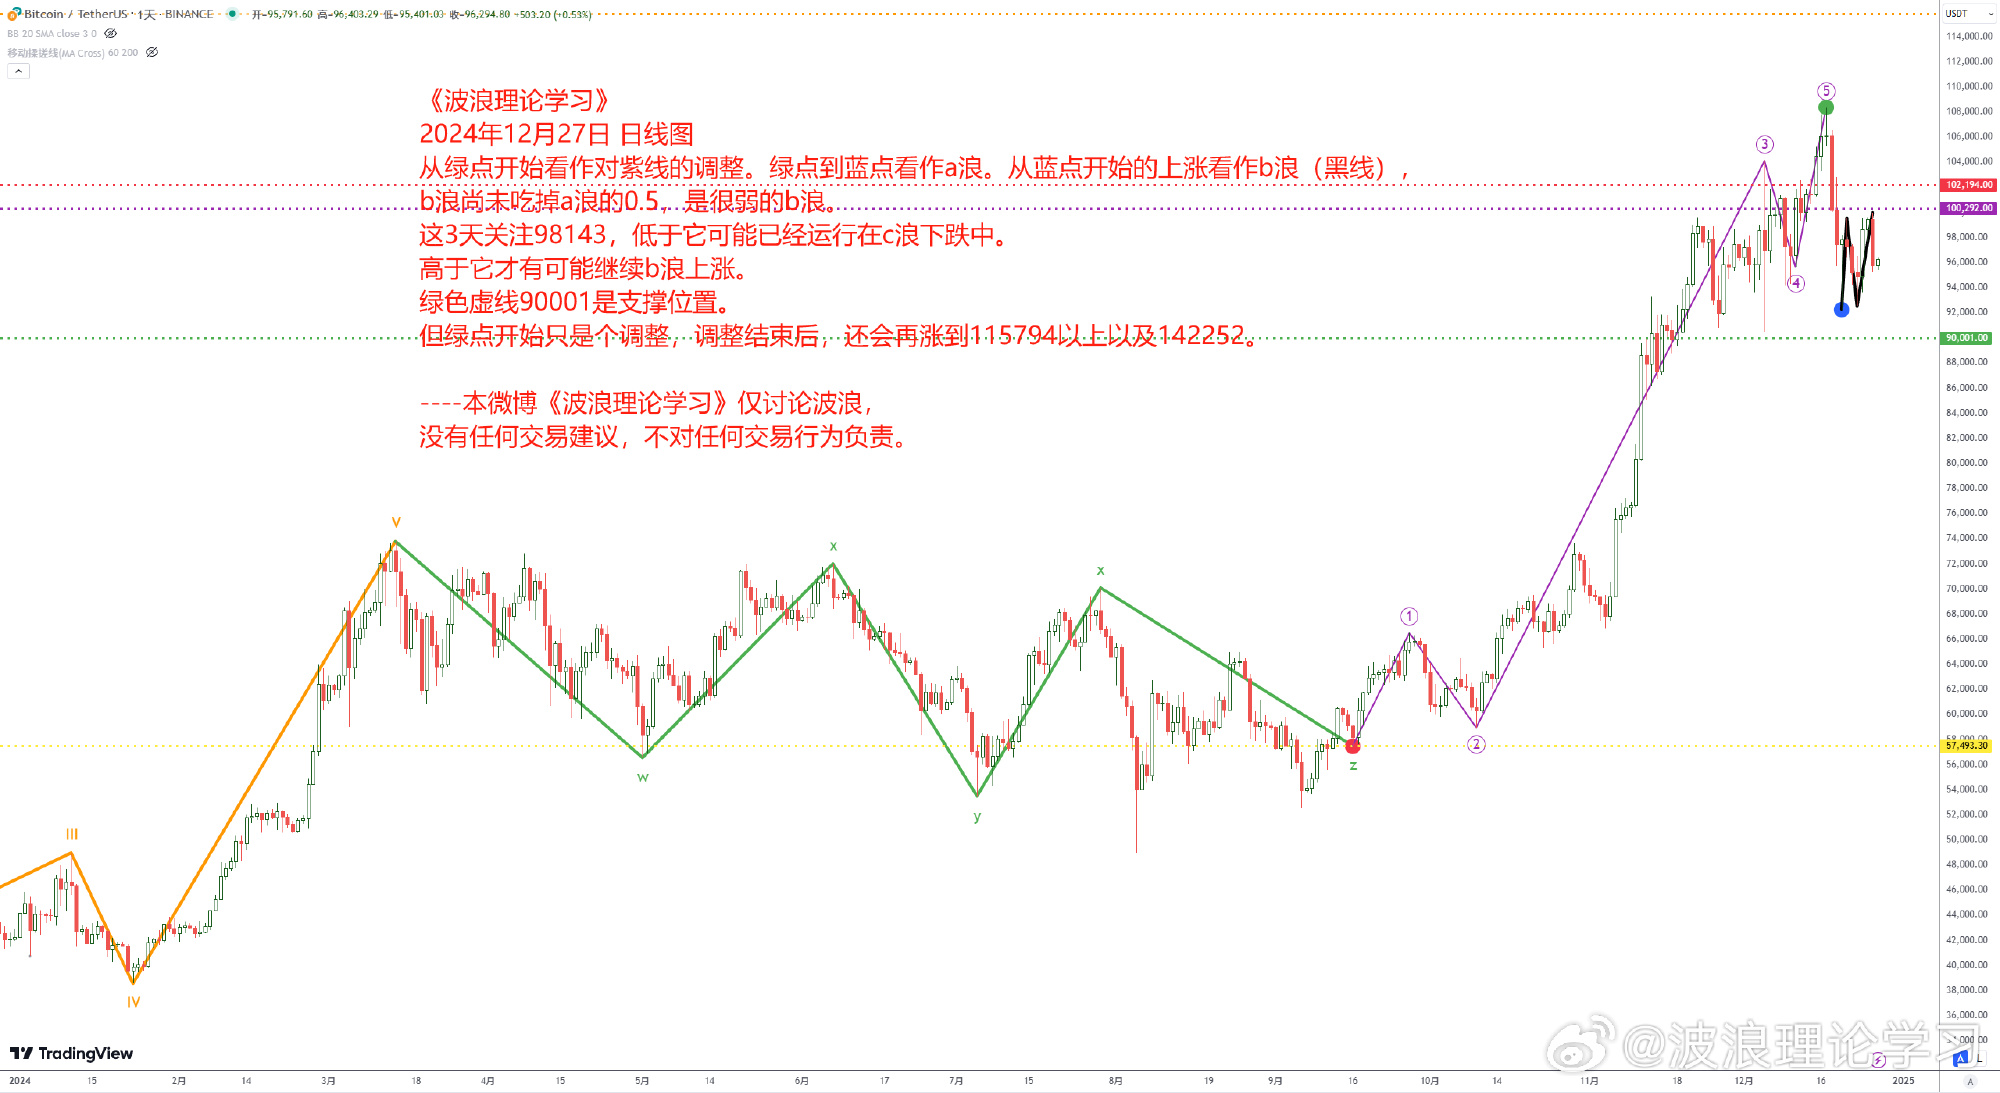 Bitcoin / TetherUS · 1天 · BINANCE 开=95,791.60 高=96,403.29 低=95,401.03 收=96,294.80 +503.20 (+0.53%)
BB 20 SMA close 3 0
(MA Cross) 60 200
USDT
《波浪理论学习》
2024年12月27日 日线图
从绿点开始看作对紫线的调整。绿点到蓝点看作a浪。从蓝点开始的上涨看作b浪（黑线），
b浪尚未吃掉a浪的0.5，是很弱的b浪。
这3天关注98143，低于它可能已经运行在c浪下跌中。
高于它才有可能继续b浪上涨。
绿色虚线90001是支撑位置。
但绿点开始只是个调整，调整结束后，还会再涨到115794以上以及142252。
----本微博《波浪理论学习》仅讨论波浪，
没有任何交易建议，不对任何交易行为负责。
114,000.00
112,000.00
110,000.00
108,000.00
106,000.00
104,000.00
102,194.00
100,292.00
98,000.00
96,000.00
94,000.00
92,000.00
90,001.00
88,000.00
86,000.00
84,000.00
82,000.00
80,000.00
78,000.00
76,000.00
74,000.00
72,000.00
70,000.00
68,000.00
66,000.00
64,000.00
62,000.00
60,000.00
57,493.30
56,000.00
54,000.00
52,000.00
50,000.00
48,000.00
46,000.00
44,000.00
42,000.00
40,000.00
38,000.00
36,000.00
III
IV
V
w
x
y
x
z
1
2
3
4
5
TradingView
@波浪理论学习
A
L
2024 15 2月 14 3月 18 4月 15 5月 14 6月 17 7月 15 8月 19 9月 16 10月 14 11月 18 12月 16 2025
A